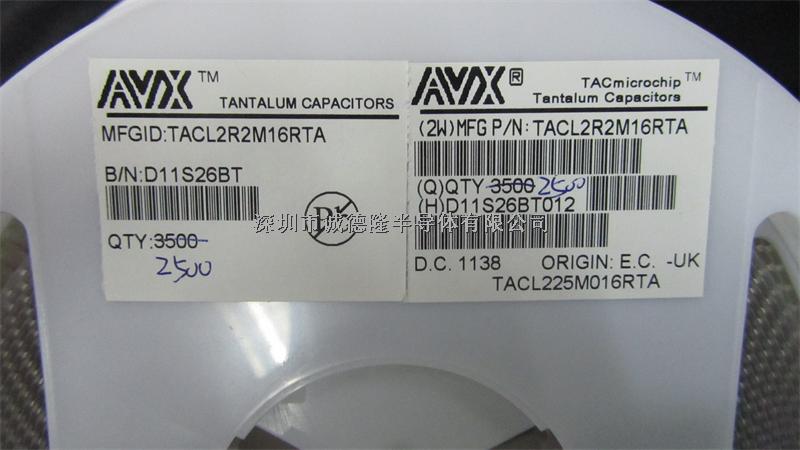 AVX™
TANTALUM CAPACITORS
MFGID:TACL2R2M16RTA
B/N:D11S26BT
QTY:3500
2500
AVX®
TACmicrochip™
Tantalum Capacitors
(2W)MFG P/N:TACL2R2M16RTA
(Q)QTY 3500 2500
(H)D11S26BT012
D.C. 1138 ORIGIN: E.C. -UK
TACL225M016RTA
深圳市诚德隆半导体有限公司